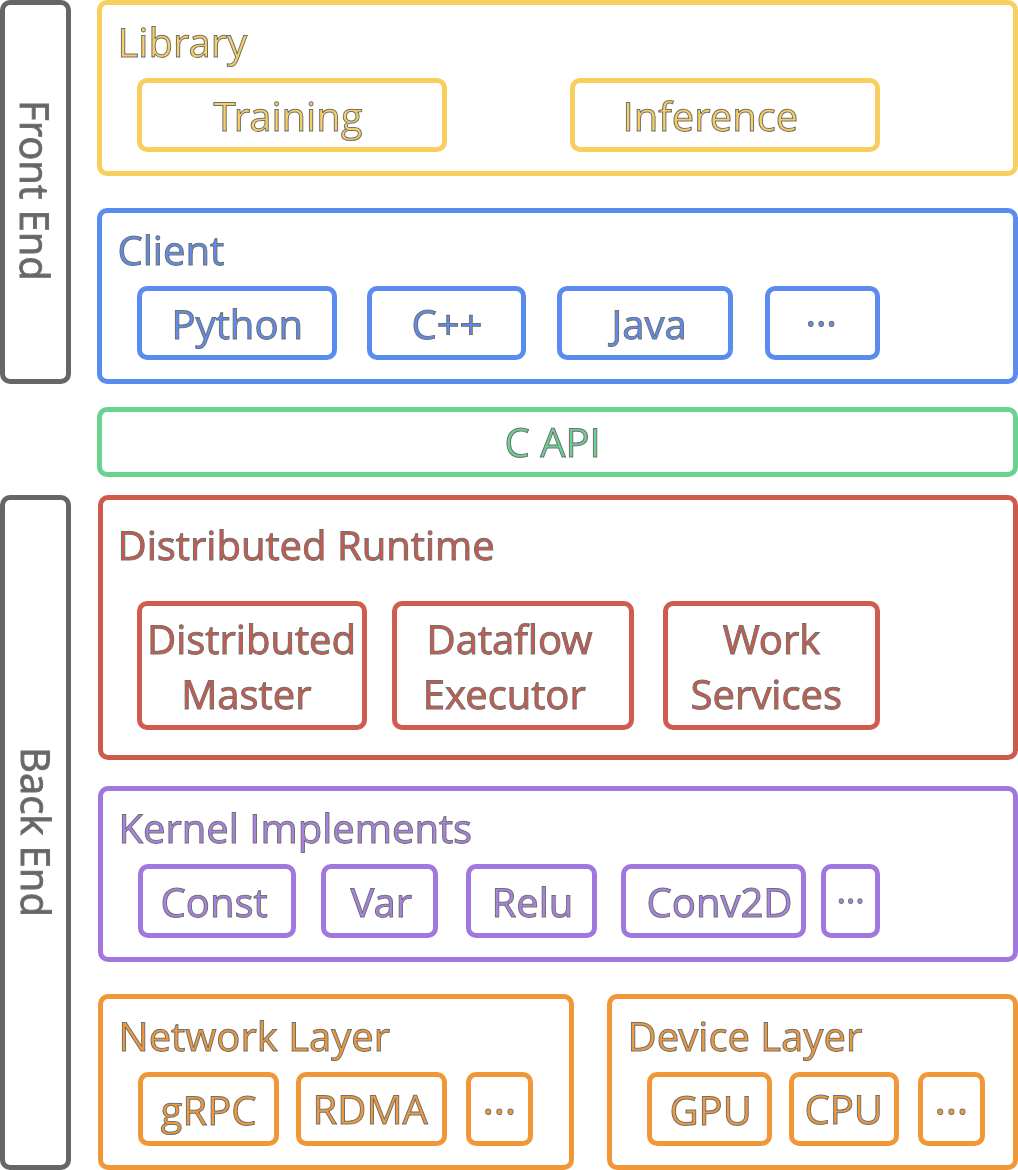 Front End
Library
Training
Inference
Client
Python
C++
Java
...
C API
Back End
Distributed Runtime
Distributed
Master
Dataflow
Executor
Work
Services
Kernel Implements
Const
Var
Relu
Conv2D
...
Network Layer
gRPC
RDMA
...
Device Layer
GPU
CPU
...